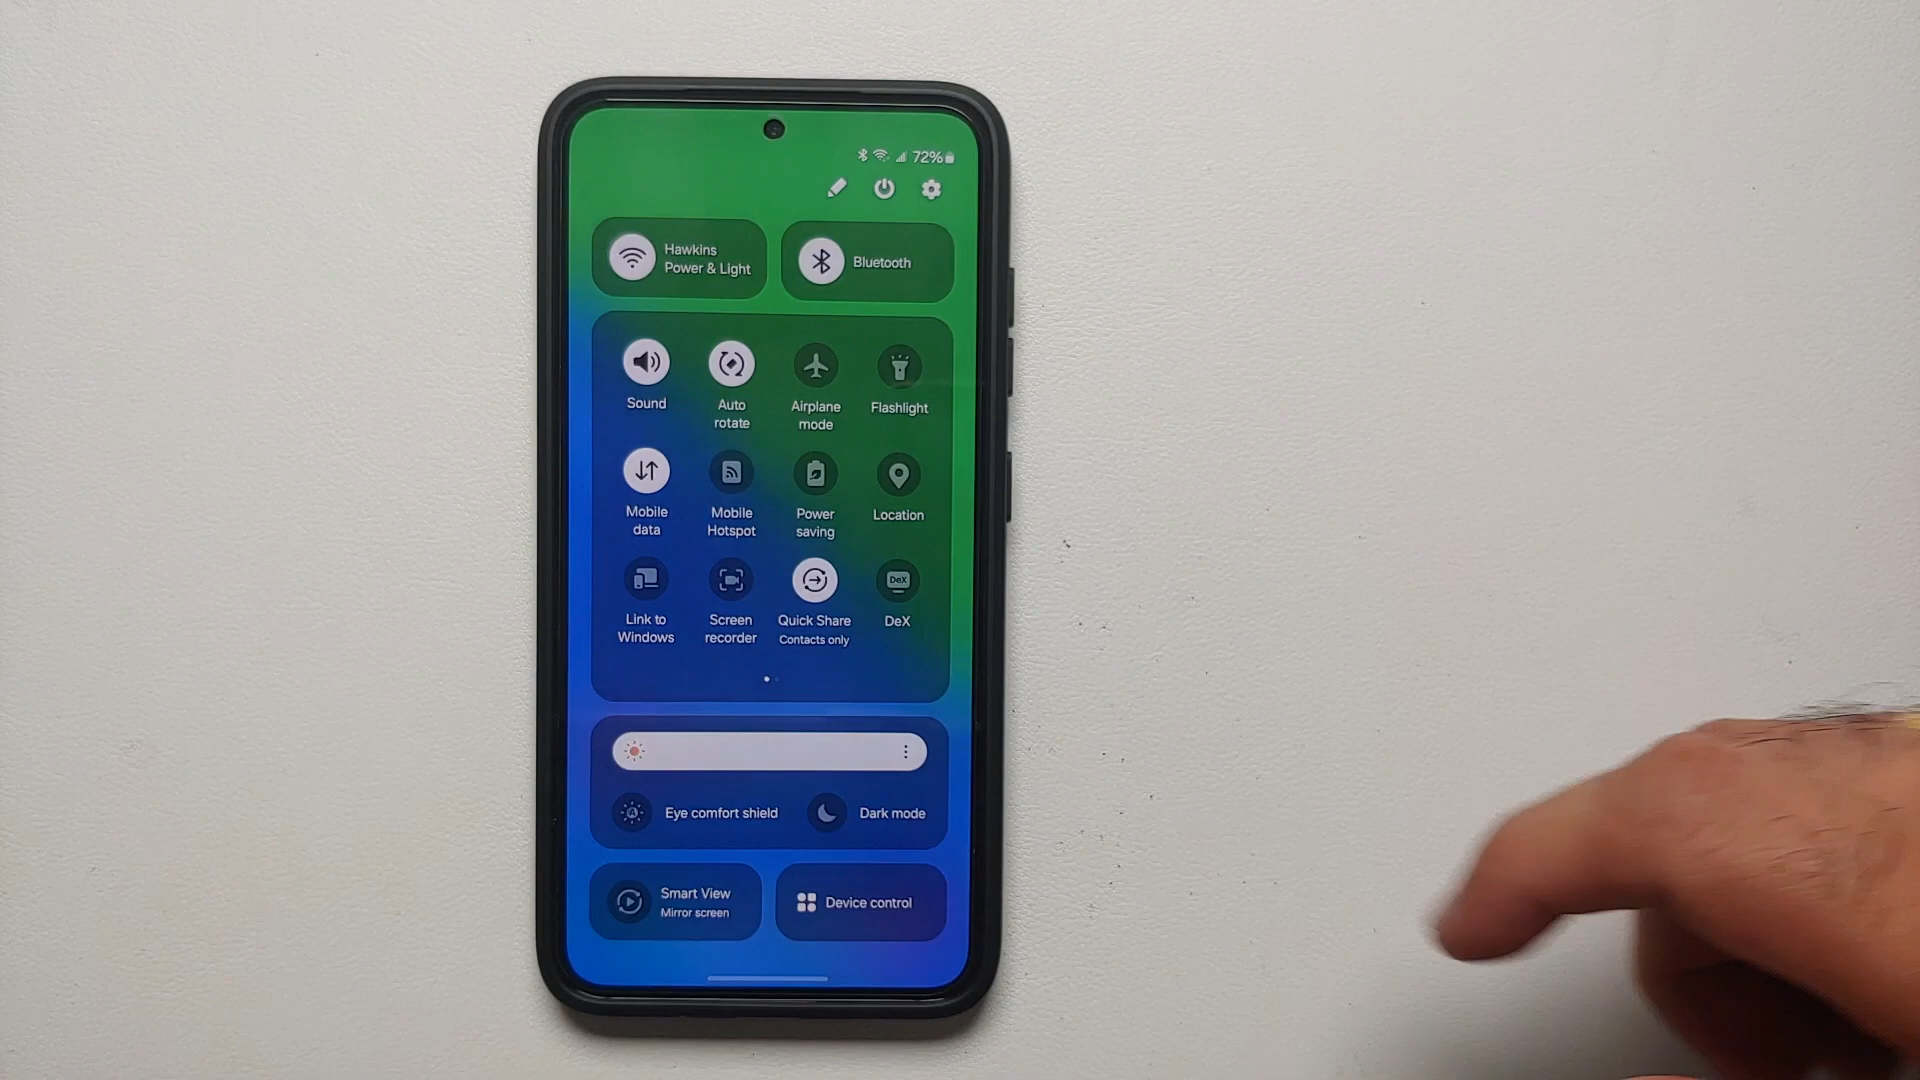 72%
Hawkins
Power & Light
Bluetooth
Sound
Auto
rotate
Airplane
mode
Flashlight
Mobile
data
Mobile
Hotspot
Power
saving
Location
Link to
Windows
Screen
recorder
Quick Share
Contacts only
DeX
DeX
Eye comfort shield
Dark mode
Smart View
Mirror screen
Device control